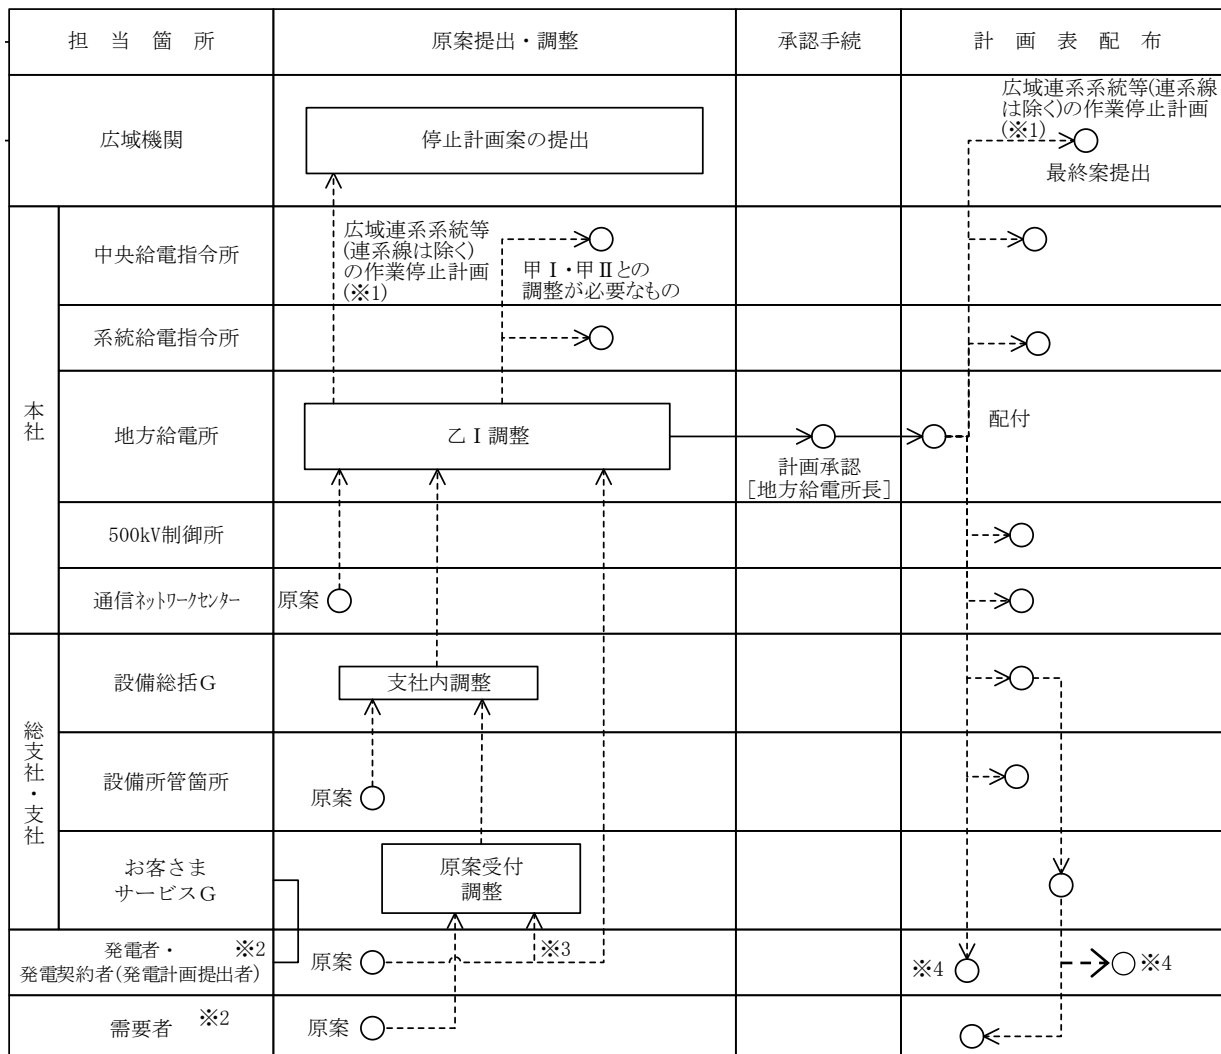 担当箇所
原案提出・調整
承認手続
計画表配布
広域機関
停止計画案の提出
広域連系系統等(連系線
は除く)の作業停止計画
(※1)
最終案提出
本社
中央給電指令所
広域連系系統等
(連系線は除く)
の作業停止計画
(※1)
甲Ⅰ・甲Ⅱとの
調整が必要なもの
系統給電指令所
地方給電所
乙Ⅰ調整
計画承認
[地方給電所長]
配付
500kV制御所
通信ネットワークセンター
原案
総支社・支社
設備総括G
支社内調整
設備所管箇所
原案
お客さま
サービスG
原案受付
調整
発電者・ ※2
発電契約者(発電計画提出者)
原案
※3
※4
※4
需要者 ※2
原案